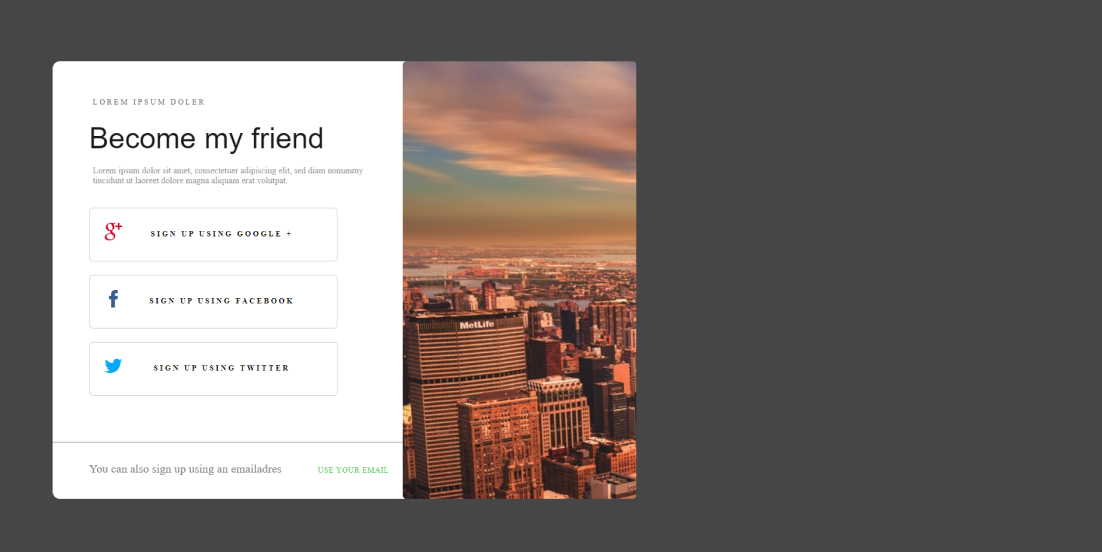 LOREM IPSUM DOLER
Become my friend
Lorem ipsum dolor sit amet, consectetuer adipiscing elit, sed diam nonummy
tincidunt ut laoreet dolore magna aliquam erat volutpat.
g+ SIGN UP USING GOOGLE +
f SIGN UP USING FACEBOOK
SIGN UP USING TWITTER
MetLife
You can also sign up using an emailadres USE YOUR EMAIL